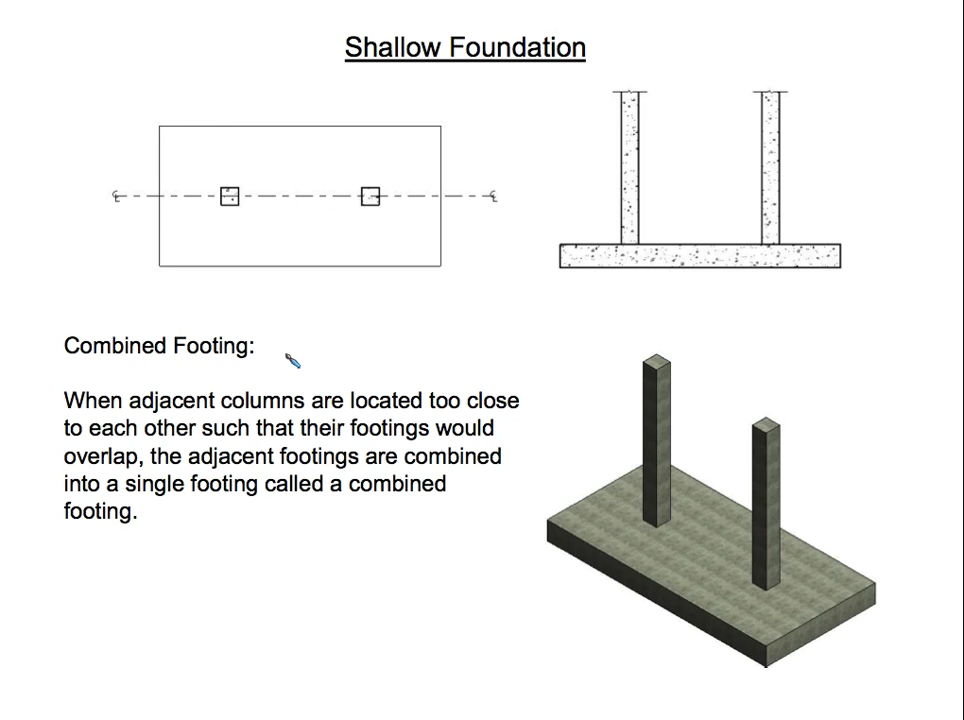 Shallow Foundation
℄ ℄
Combined Footing:
When adjacent columns are located too close
to each other such that their footings would
overlap, the adjacent footings are combined
into a single footing called a combined
footing.